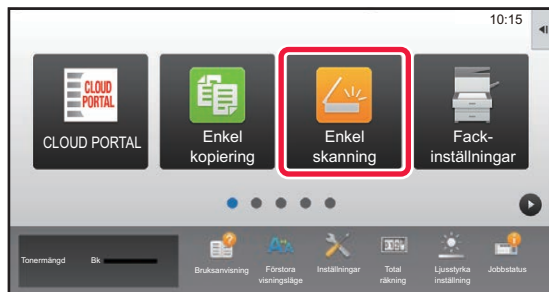 10:15
CLOUD
PORTAL
CLOUD PORTAL
Enkel
kopiering
Enkel
skanning
Fack-
inställningar
Tonermängd
Bk
Bruksanvisning
Förstora
visningsläge
Inställningar
Total
räkning
Ljusstyrka
inställning
Jobbstatus